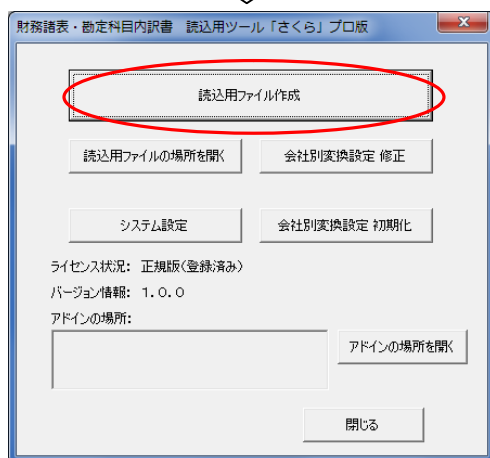 財務諸表・勘定科目内訳書 読込用ツール「さくら」プロ版
読込用ファイル作成
読込用ファイルの場所を開く 会社別変換設定 修正
システム設定 会社別変換設定 初期化
ライセンス状況: 正規版(登録済み)
バージョン情報: 1.0.0
アドインの場所:
アドインの場所を開く
閉じる